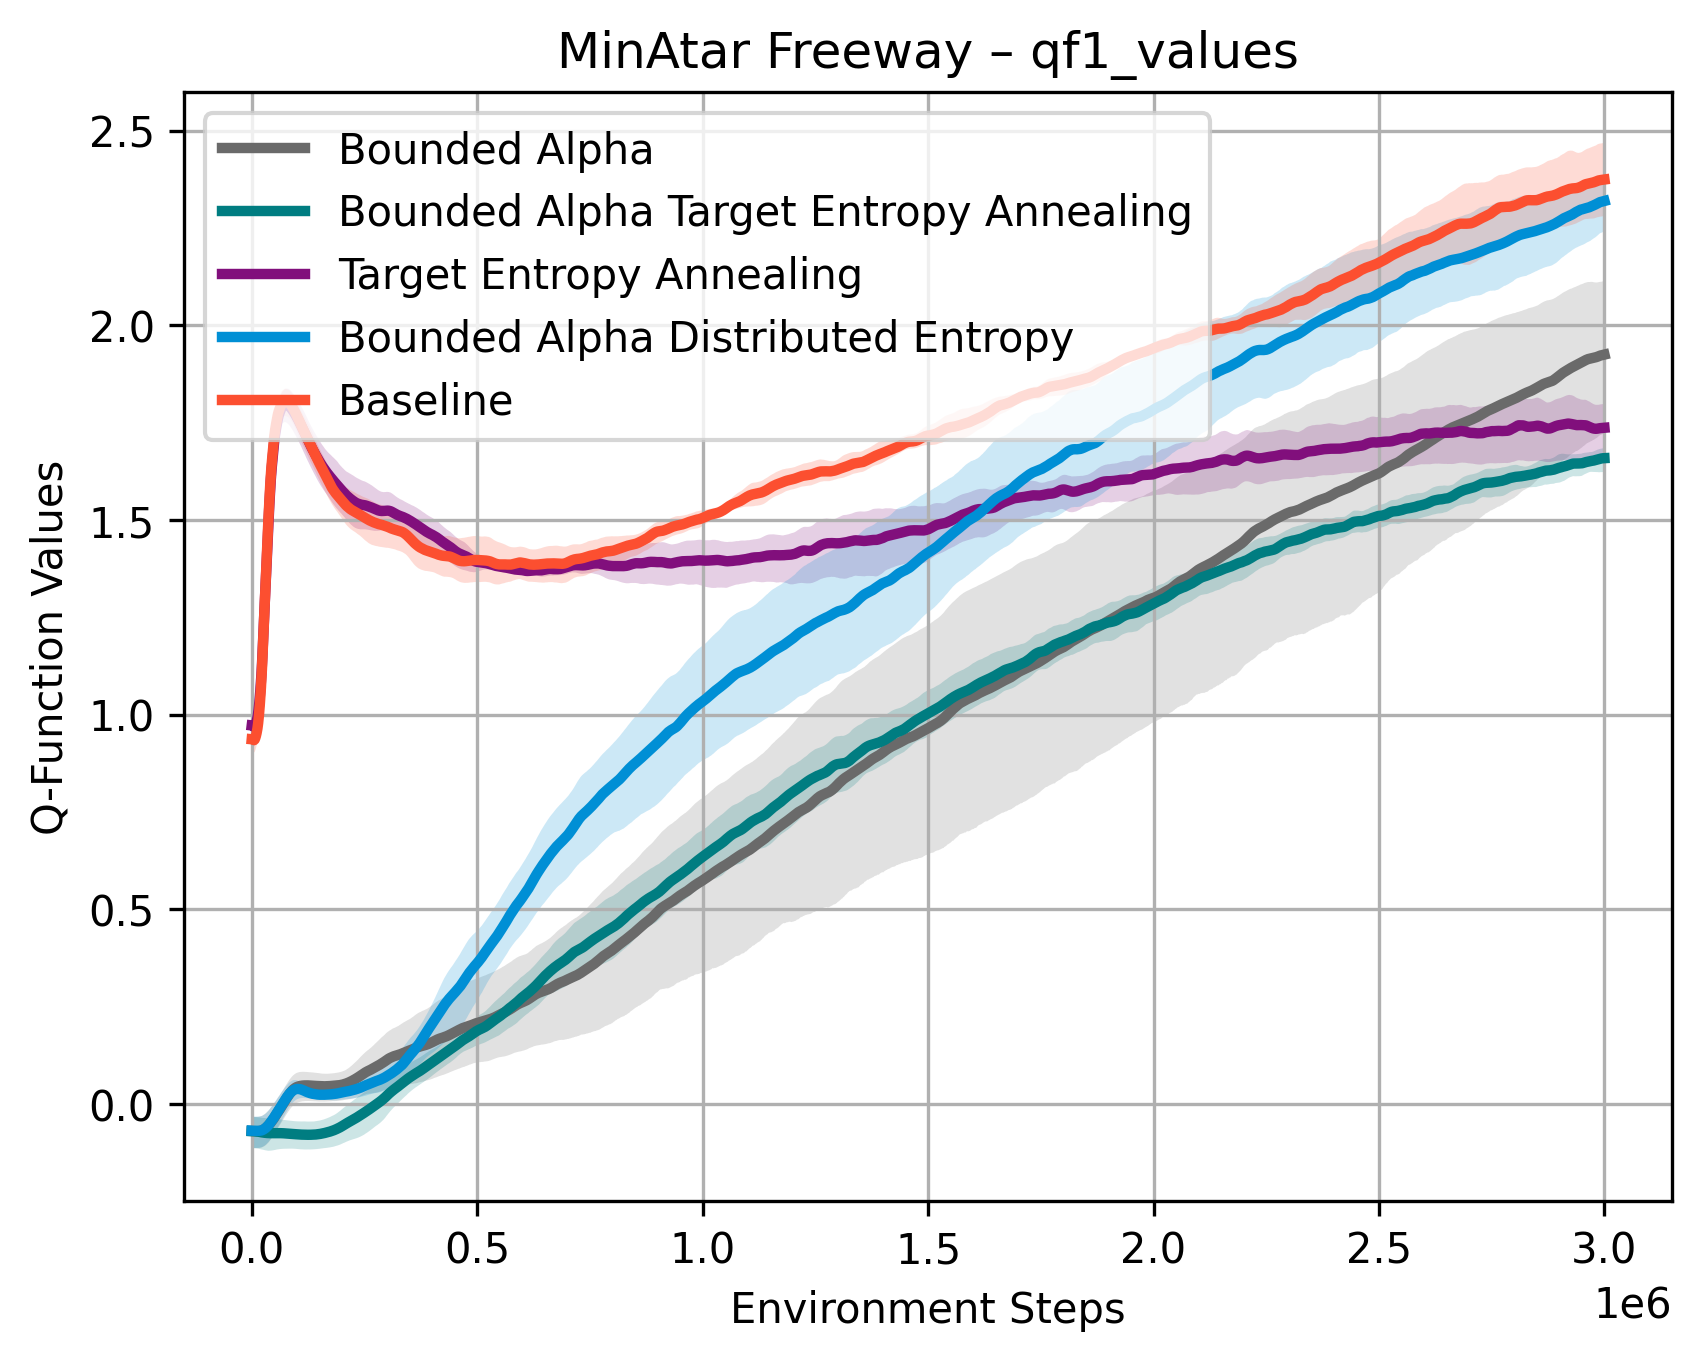 MinAtar Freeway – qf1_values
Bounded Alpha
Bounded Alpha Target Entropy Annealing
Target Entropy Annealing
Bounded Alpha Distributed Entropy
Baseline
Q-Function Values
2.5
2.0
1.5
1.0
0.5
0.0
0.0 0.5 1.0 1.5 2.0 2.5 3.0
1e6
Environment Steps